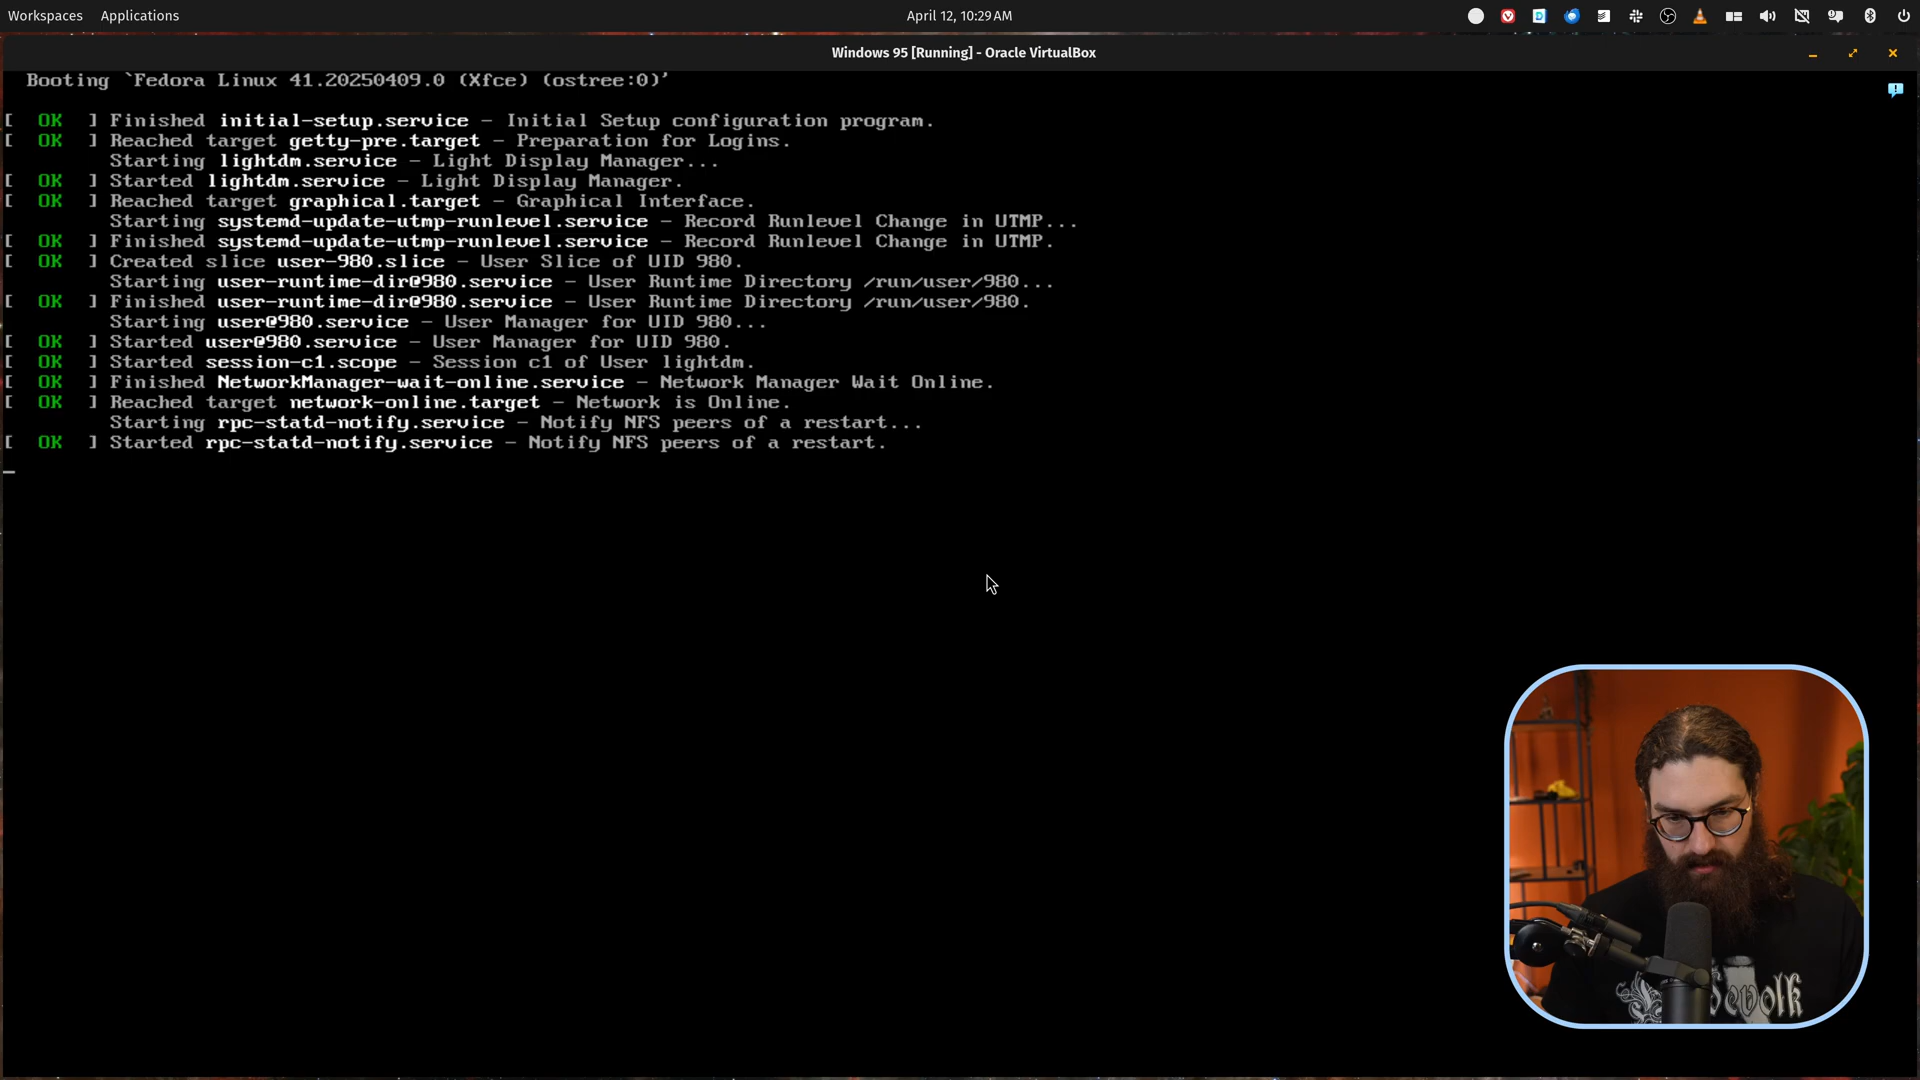 Workspaces Applications April 12, 10:29 AM
Windows 95 [Running] - Oracle VirtualBox
Booting `Fedora Linux 41.20250409.0 (Xfce) (ostree:0)'
[ OK ] Finished initial-setup.service - Initial Setup configuration program.
[ OK ] Reached target getty-pre.target - Preparation for Logins.
Starting lightdm.service - Light Display Manager...
[ OK ] Started lightdm.service - Light Display Manager.
[ OK ] Reached target graphical.target - Graphical Interface.
Starting systemd-update-utmp-runlevel.service - Record Runlevel Change in UTMP...
[ OK ] Finished systemd-update-utmp-runlevel.service - Record Runlevel Change in UTMP.
[ OK ] Created slice user-980.slice - User Slice of UID 980.
Starting user-runtime-dir@980.service - User Runtime Directory /run/user/980...
[ OK ] Finished user-runtime-dir@980.service - User Runtime Directory /run/user/980.
Starting user@980.service - User Manager for UID 980...
[ OK ] Started user@980.service - User Manager for UID 980.
[ OK ] Started session-c1.scope - Session c1 of User lightdm.
[ OK ] Finished NetworkManager-wait-online.service - Network Manager Wait Online.
[ OK ] Reached target network-online.target - Network is Online.
Starting rpc-statd-notify.service - Notify NFS peers of a restart...
[ OK ] Started rpc-statd-notify.service - Notify NFS peers of a restart.